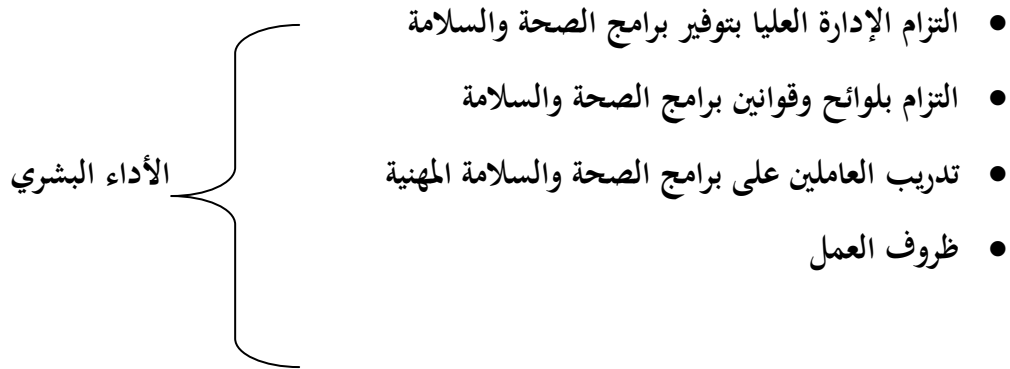 ● التزام الإدارة العليا بتوفير برامج الصحة والسلامة
● التزام بلوائح وقوانين برامج الصحة والسلامة
● تدريب العاملين على برامج الصحة والسلامة المهنية
الأداء البشري
● ظروف العمل